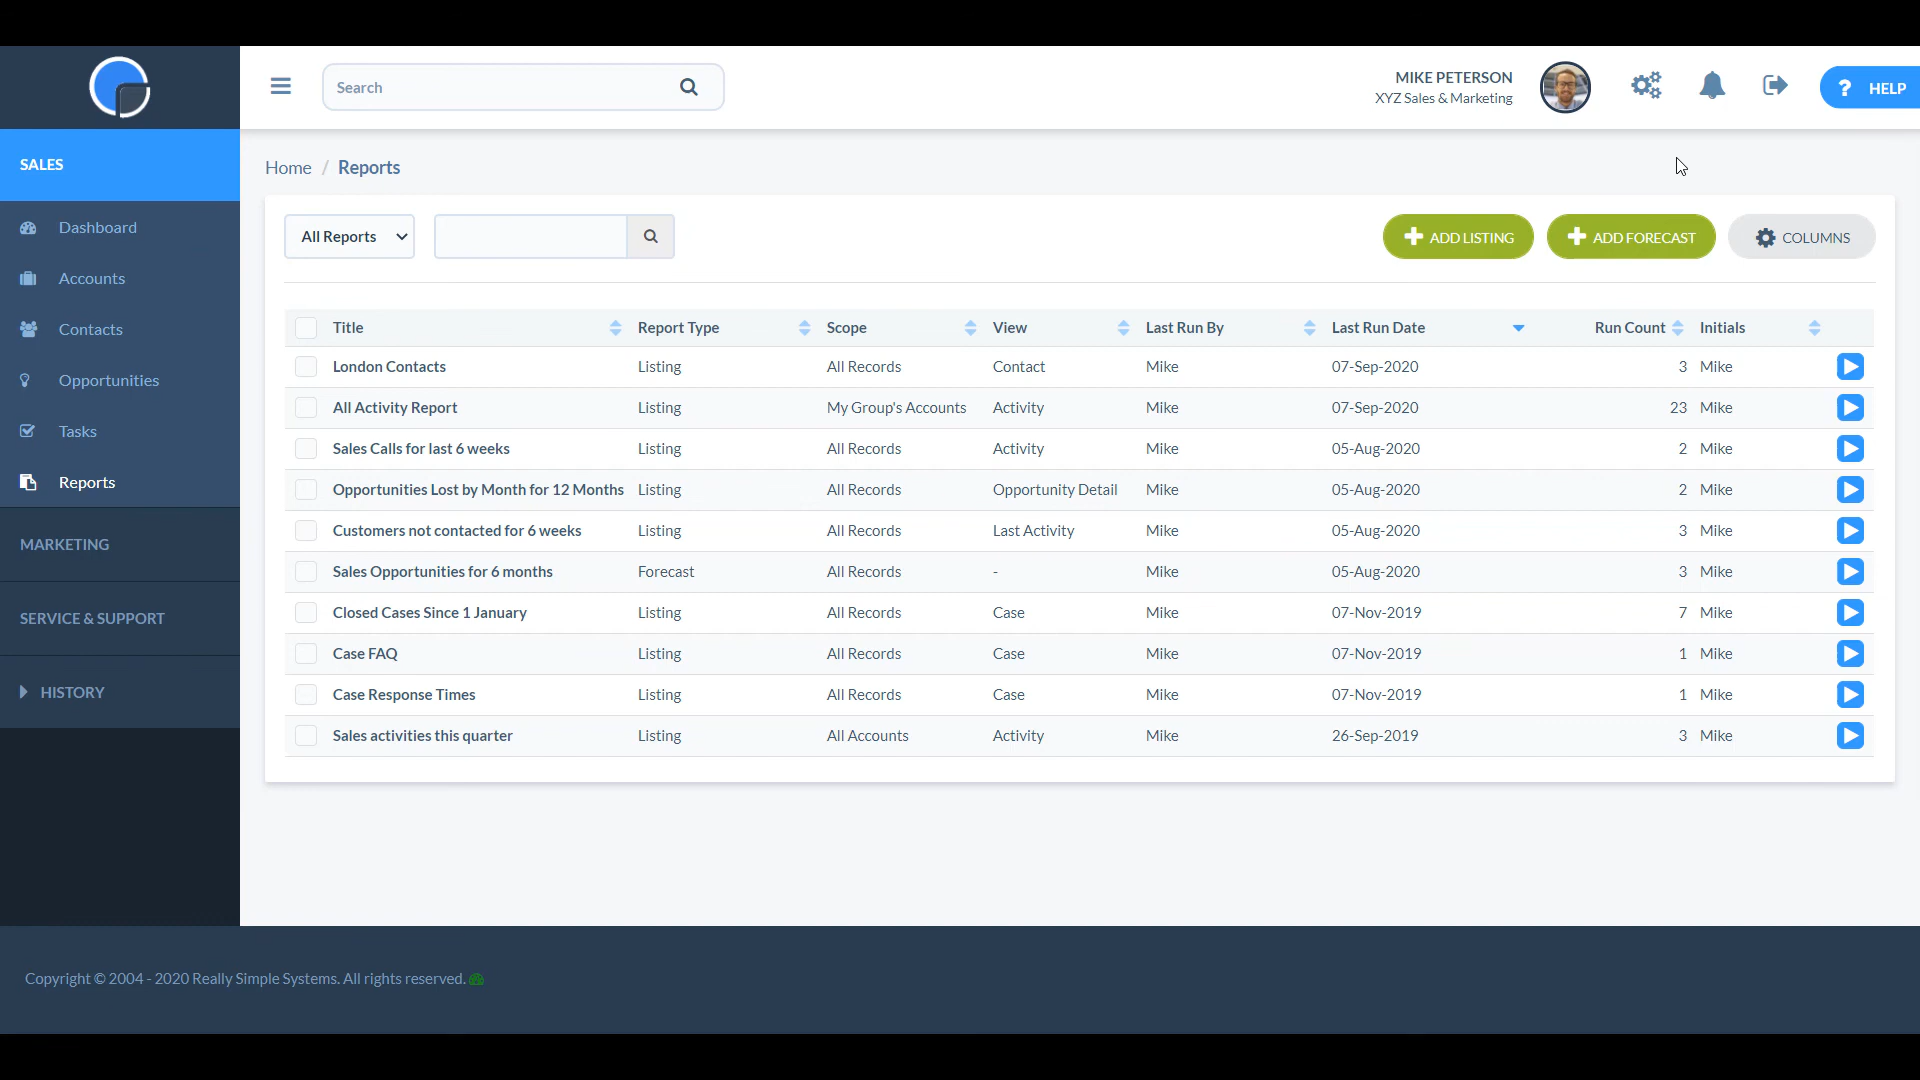 Search
MIKE PETERSON
XYZ Sales & Marketing
? HELP
SALES
Home / Reports
Dashboard
All Reports
ADD LISTING
ADD FORECAST
COLUMNS
Accounts
Contacts
Opportunities
Tasks
Reports
MARKETING
SERVICE & SUPPORT
HISTORY
Title Report Type Scope View Last Run By Last Run Date Run Count Initials
London Contacts Listing All Records Contact Mike 07-Sep-2020 3 Mike
All Activity Report Listing My Group's Accounts Activity Mike 07-Sep-2020 23 Mike
Sales Calls for last 6 weeks Listing All Records Activity Mike 05-Aug-2020 2 Mike
Opportunities Lost by Month for 12 Months Listing All Records Opportunity Detail Mike 05-Aug-2020 2 Mike
Customers not contacted for 6 weeks Listing All Records Last Activity Mike 05-Aug-2020 3 Mike
Sales Opportunities for 6 months Forecast All Records - Mike 05-Aug-2020 3 Mike
Closed Cases Since 1 January Listing All Records Case Mike 07-Nov-2019 7 Mike
Case FAQ Listing All Records Case Mike 07-Nov-2019 1 Mike
Case Response Times Listing All Records Case Mike 07-Nov-2019 1 Mike
Sales activities this quarter Listing All Accounts Activity Mike 26-Sep-2019 3 Mike
Copyright © 2004 - 2020 Really Simple Systems. All rights reserved.